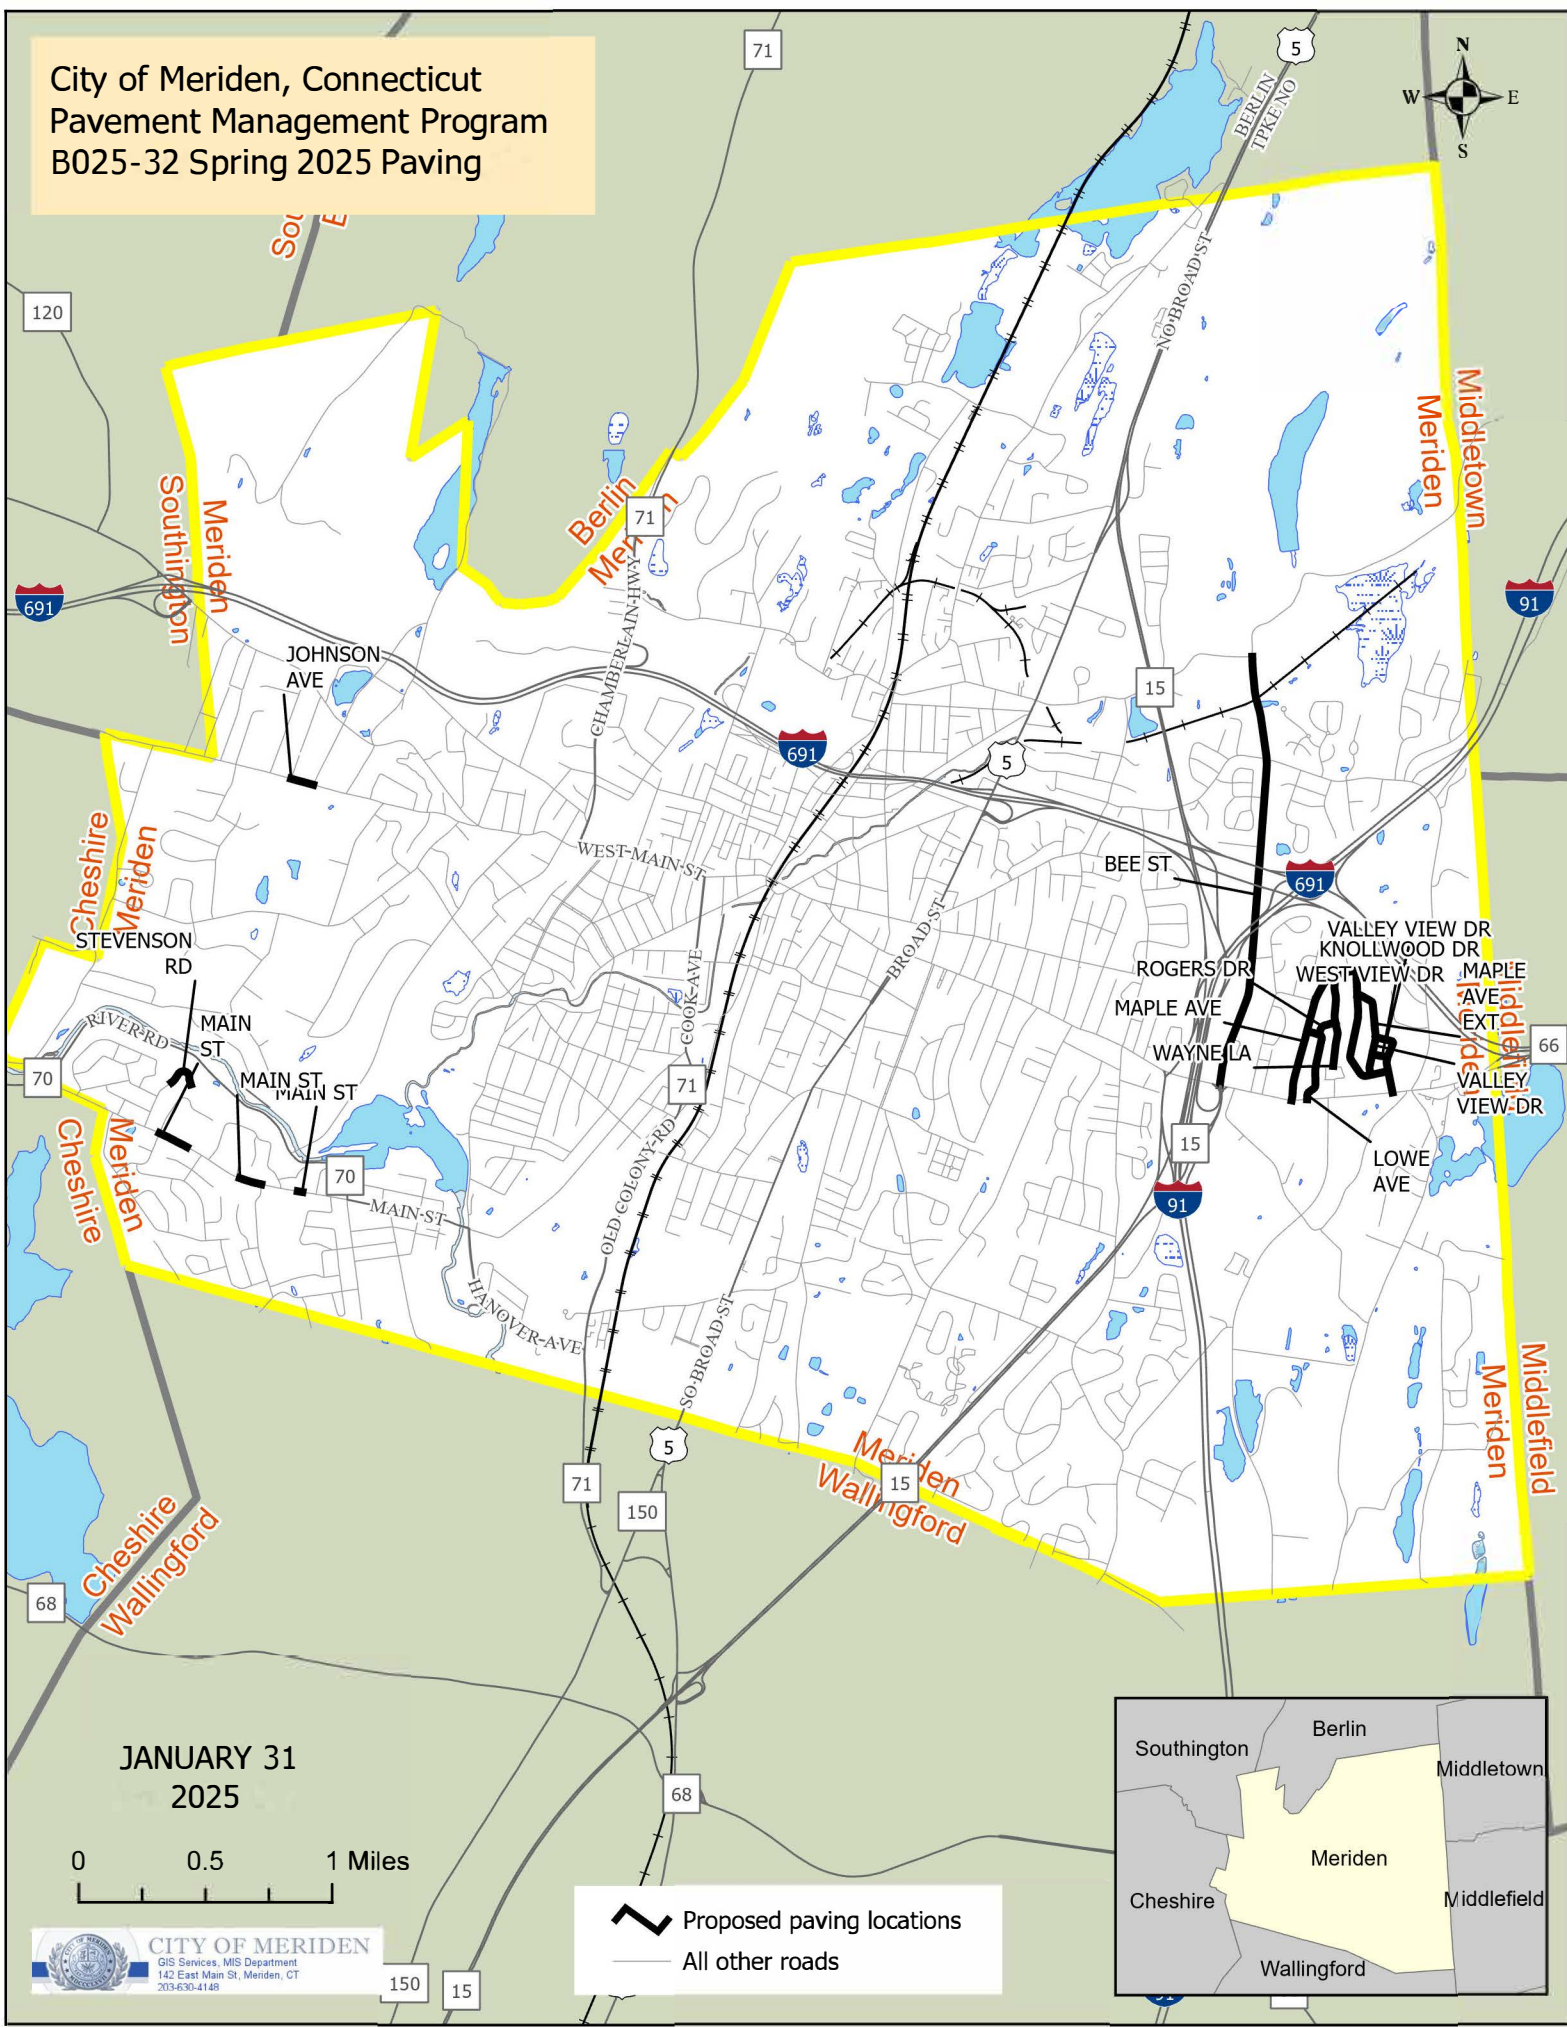 City of Meriden, Connecticut
Pavement Management Program
B025-32 Spring 2025 Paving
71
5
N
W
E
S
BERLIN
TPKE NO
120
NO BROAD ST
Middletown
Meriden
Southington
Meriden
Berlin
71
691
91
CHAMBERLAIN HWY
JOHNSON
AVE
15
691
5
Cheshire
Meriden
WEST MAIN ST
BEE ST
691
BROAD ST
STEVENSON
RD
VALLEY VIEW DR
KNOLLWOOD DR
WEST VIEW DR
ROGERS DR
MAPLE
AVE
EXT
MAPLE AVE
COOK AVE
RIVER RD
MAIN
ST
WAYNE LA
66
70
71
MAIN ST
MAIN ST
VALLEY
VIEW DR
Cheshire
Meriden
15
LOWE
AVE
70
MAIN ST
OLD COLONY RD
91
HANOVER AVE
SO BROAD ST
Meriden
Middlefield
5
Meriden
Wallingford
71
15
150
Cheshire
Wallingford
68
JANUARY 31
2025
68
0 0.5 1 Miles
Proposed paving locations
All other roads
CITY OF MERIDEN
GIS Services, MIS Department
142 East Main St, Meriden, CT
203-630-4148
150
15
Southington
Berlin
Middletown
Meriden
Cheshire
Middlefield
Wallingford